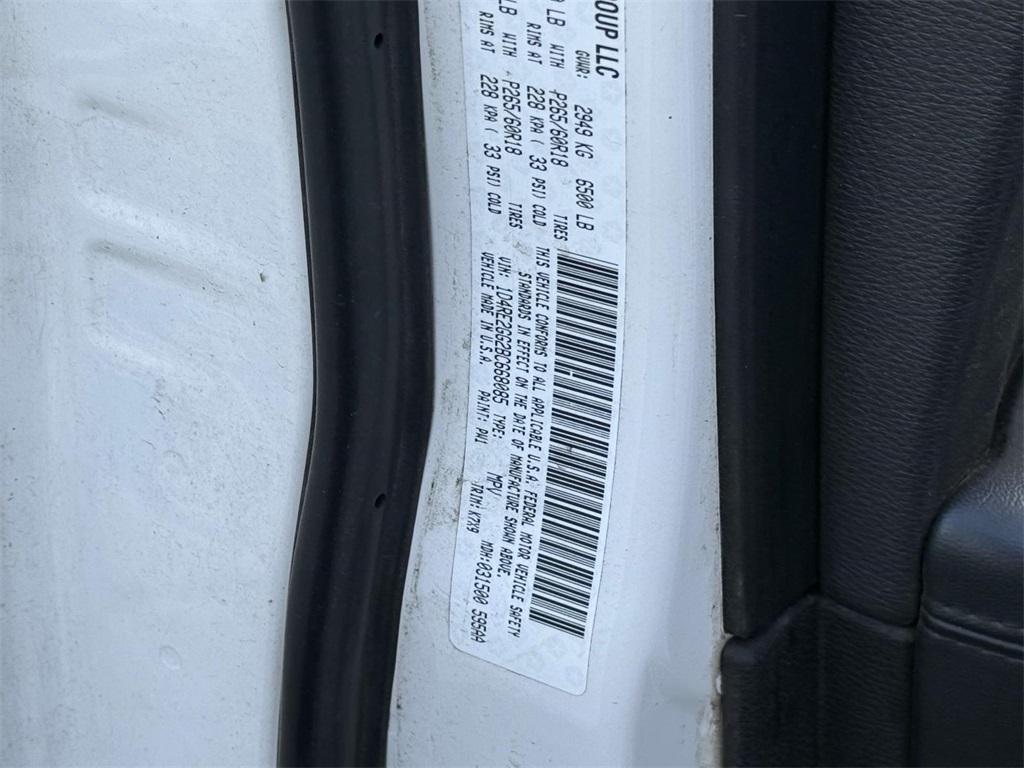 OUP LLC
GVWR: 2949 KG 6500 LB
LB WITH P265/60R18 TIRES
RIMS AT 228 KPA ( 33 PSI) COLD
LB WITH P265/60R18 TIRES
RIMS AT 228 KPA ( 33 PSI) COLD
THIS VEHICLE CONFORMS TO ALL APPLICABLE U.S.A. FEDERAL MOTOR VEHICLE SAFETY
STANDARDS IN EFFECT ON THE DATE OF MANUFACTURE SHOWN ABOVE.
VIN: 1D4RE2GG2BC668085 TYPE: MPV MDH: 031500 595AA
VEHICLE MADE IN U.S.A. PAINT: PW1 TRIM: K7X9